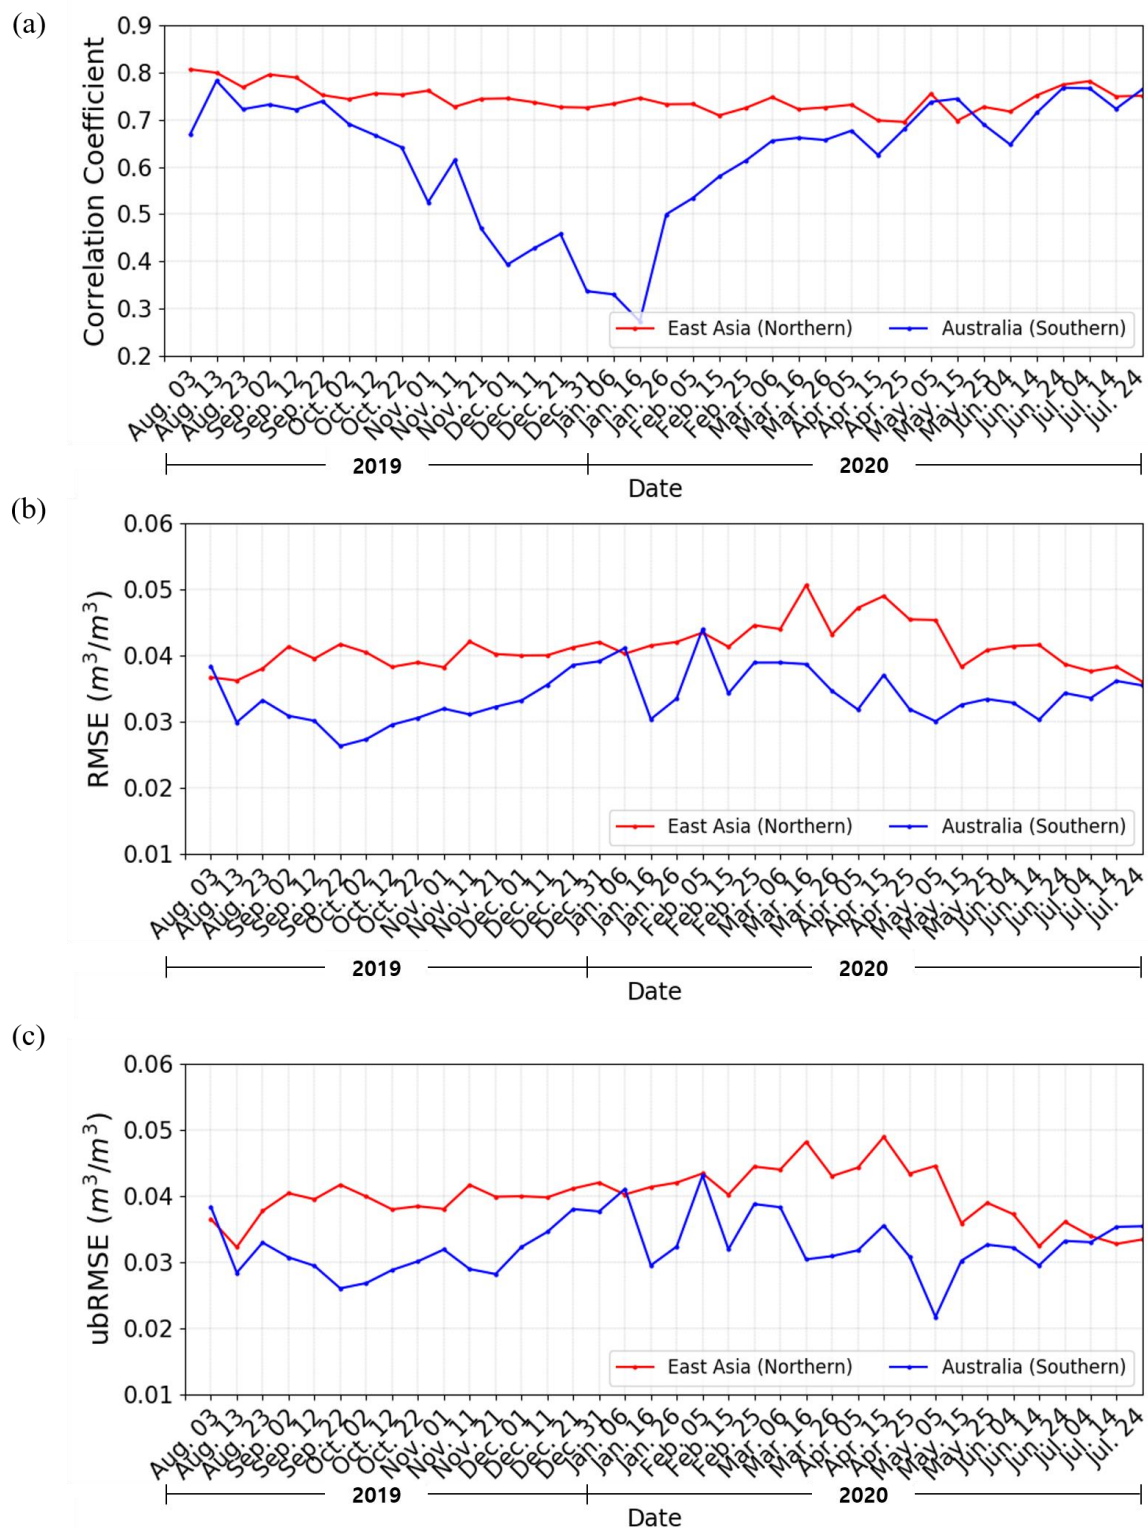 (a)
Correlation Coefficient
0.9
0.8
0.7
0.6
0.5
0.4
0.3
0.2
East Asia (Northern) Australia (Southern)
Aug. 03 Aug. 13 Aug. 23 Sep. 02 Sep. 12 Sep. 22 Oct. 02 Oct. 12 Oct. 22 Nov. 01 Nov. 11 Nov. 21 Dec. 01 Dec. 11 Dec. 21 Dec. 31 Jan. 06 Jan. 16 Jan. 26 Feb. 05 Feb. 15 Feb. 25 Mar. 06 Mar. 16 Mar. 26 Apr. 05 Apr. 15 Apr. 25 May. 05 May. 15 May. 25 Jun. 04 Jun. 14 Jun. 24 Jul. 04 Jul. 14 Jul. 24
2019 2020
Date
(b)
RMSE (m³/m³)
0.06
0.05
0.04
0.03
0.02
0.01
East Asia (Northern) Australia (Southern)
Aug. 03 Aug. 13 Aug. 23 Sep. 02 Sep. 12 Sep. 22 Oct. 02 Oct. 12 Oct. 22 Nov. 01 Nov. 11 Nov. 21 Dec. 01 Dec. 11 Dec. 21 Dec. 31 Jan. 06 Jan. 16 Jan. 26 Feb. 05 Feb. 15 Feb. 25 Mar. 06 Mar. 16 Mar. 26 Apr. 05 Apr. 15 Apr. 25 May. 05 May. 15 May. 25 Jun. 04 Jun. 14 Jun. 24 Jul. 04 Jul. 14 Jul. 24
2019 2020
Date
(c)
ubRMSE (m³/m³)
0.06
0.05
0.04
0.03
0.02
0.01
East Asia (Northern) Australia (Southern)
Aug. 03 Aug. 13 Aug. 23 Sep. 02 Sep. 12 Sep. 22 Oct. 02 Oct. 12 Oct. 22 Nov. 01 Nov. 11 Nov. 21 Dec. 01 Dec. 11 Dec. 21 Dec. 31 Jan. 06 Jan. 16 Jan. 26 Feb. 05 Feb. 15 Feb. 25 Mar. 06 Mar. 16 Mar. 26 Apr. 05 Apr. 15 Apr. 25 May. 05 May. 15 May. 25 Jun. 04 Jun. 14 Jun. 24 Jul. 04 Jul. 14 Jul. 24
2019 2020
Date